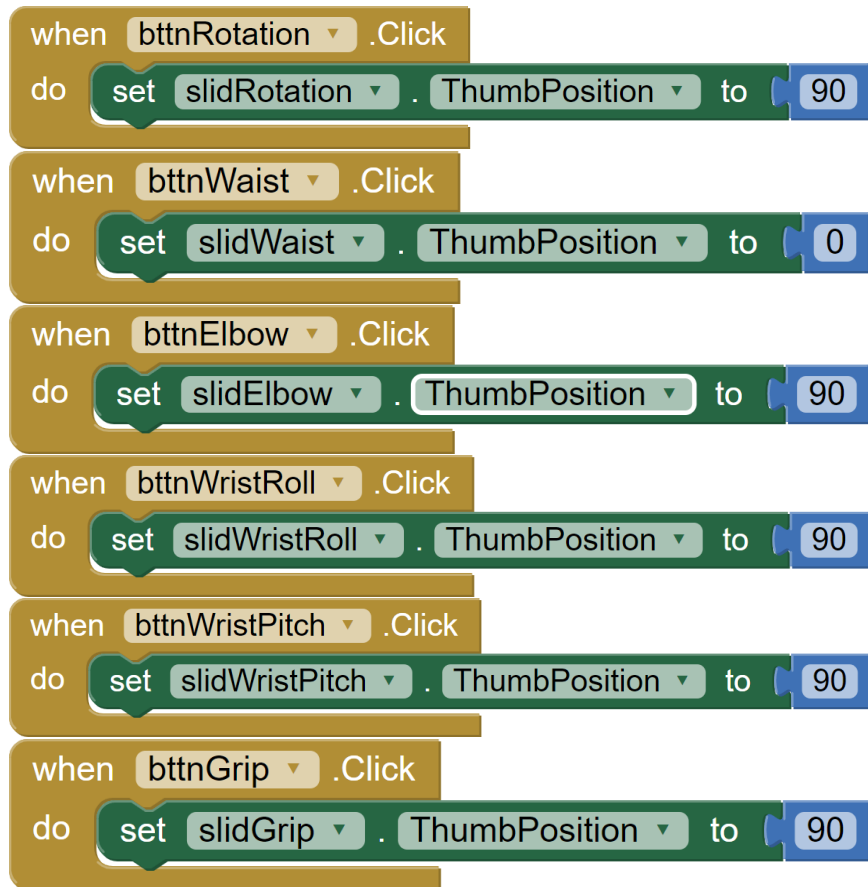 when bttnRotation .Click
do set slidRotation . ThumbPosition to 90
when bttnWaist .Click
do set slidWaist . ThumbPosition to 0
when bttnElbow .Click
do set slidElbow . ThumbPosition to 90
when bttnWristRoll .Click
do set slidWristRoll . ThumbPosition to 90
when bttnWristPitch .Click
do set slidWristPitch . ThumbPosition to 90
when bttnGrip .Click
do set slidGrip . ThumbPosition to 90